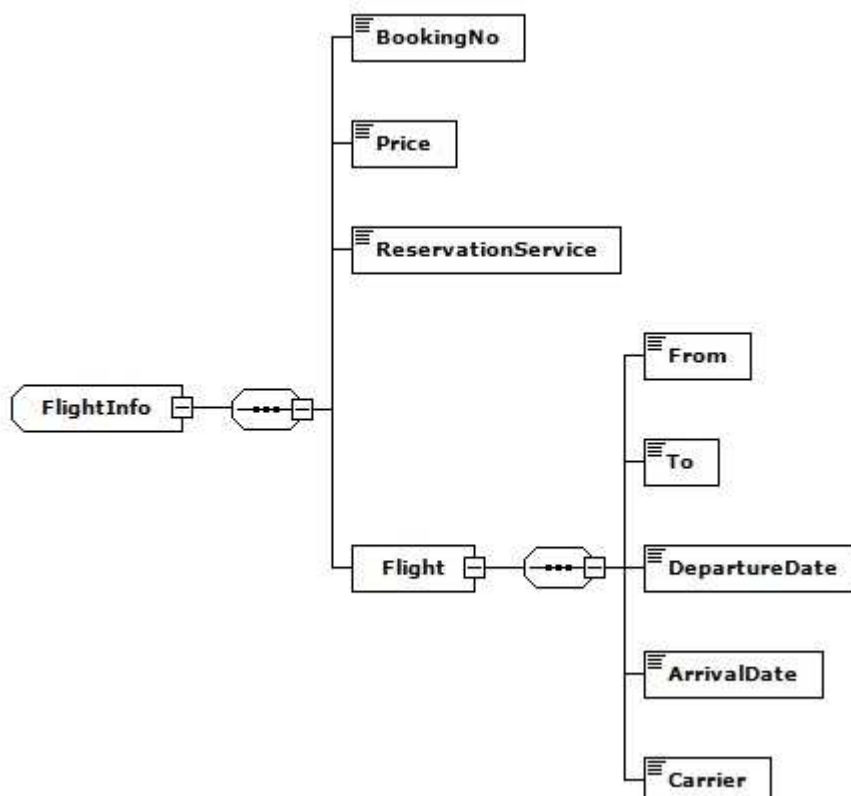 BookingNo
Price
ReservationService
FlightInfo
Flight
From
To
DepartureDate
ArrivalDate
Carrier